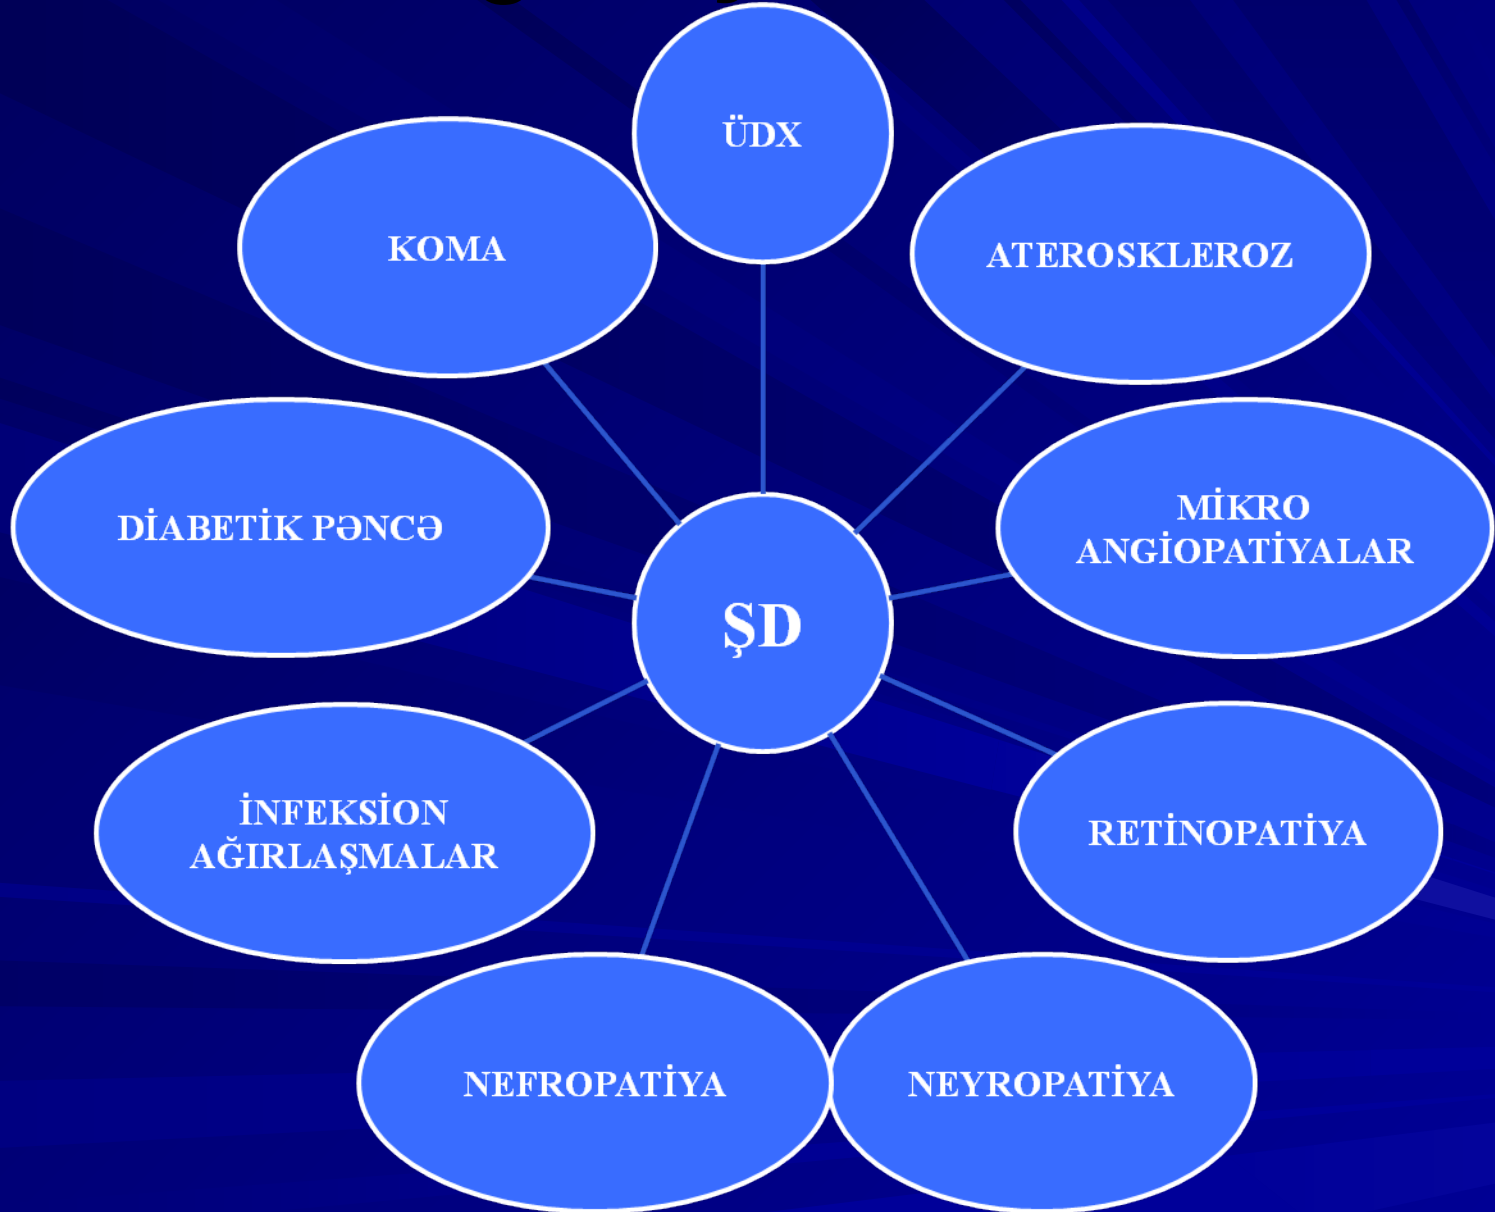 ÜDX
KOMA
ATEROSKLEROZ
DİABETİK PƏNCƏ
MİKRO
ANGİOPATİYALAR
ŞD
İNFEKSİON
AĞIRLAŞMALAR
RETİNOPATİYA
NEFROPATİYA
NEYROPATİYA